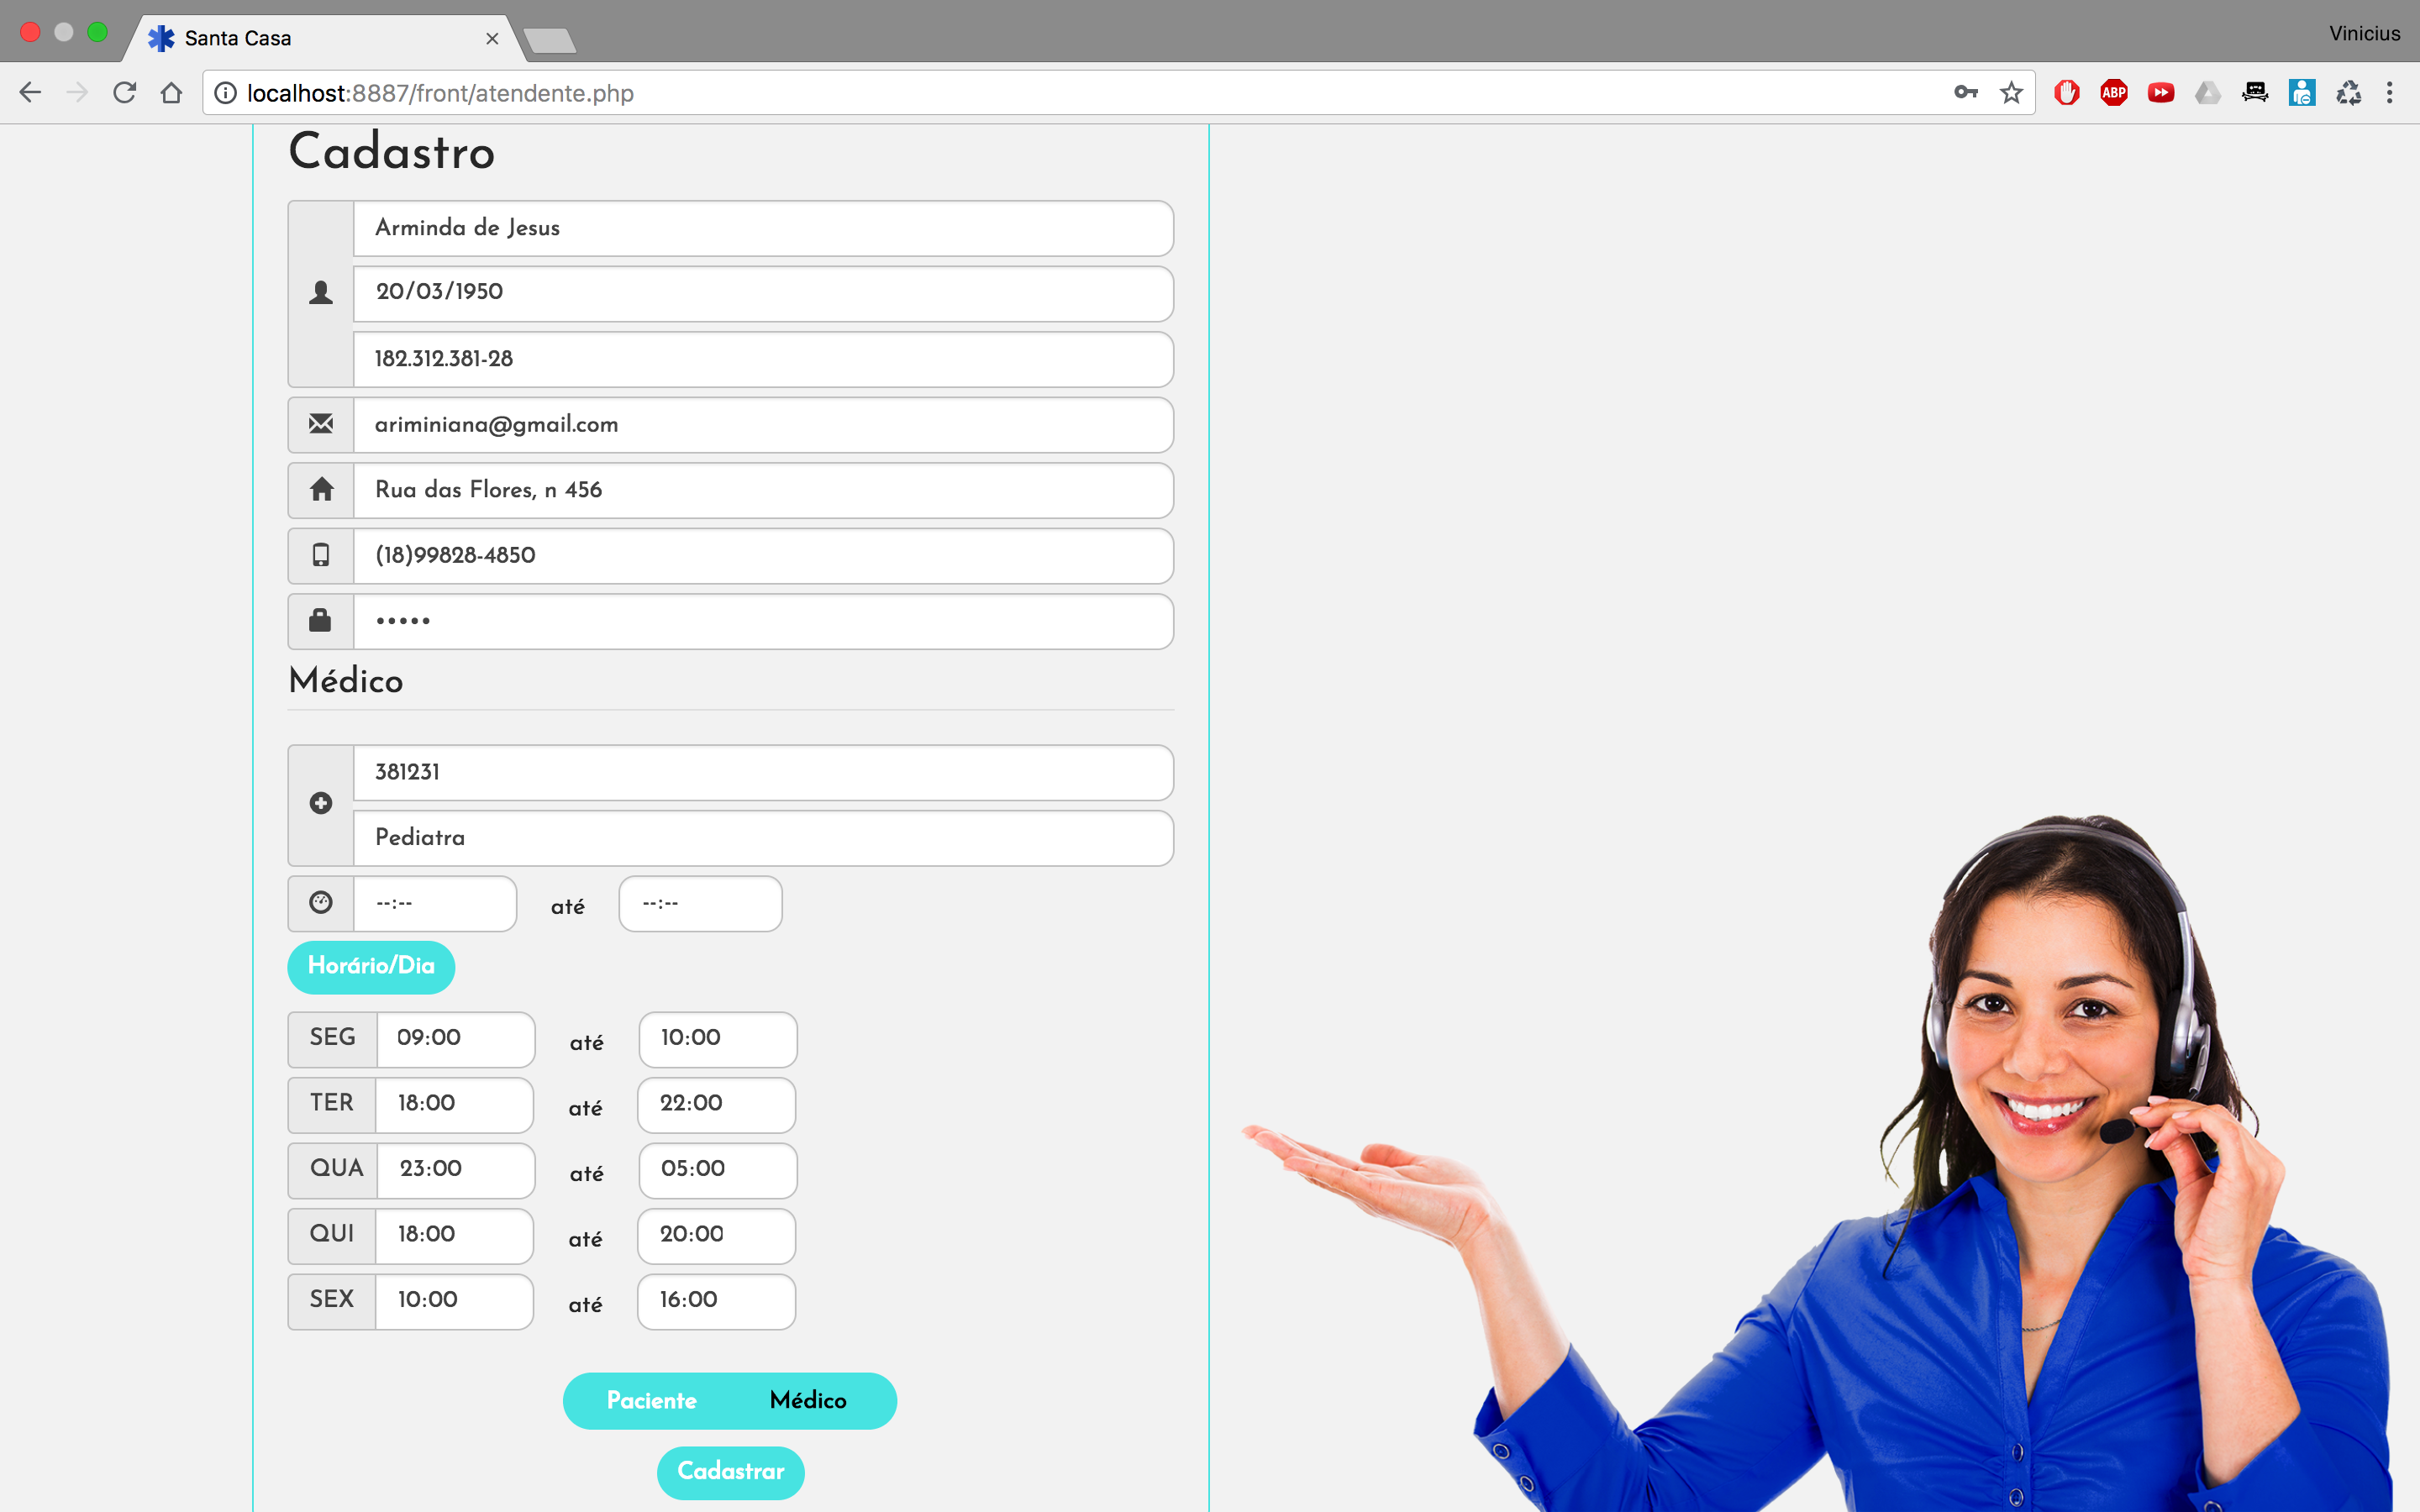 Santa Casa
Vinicius
localhost:8887/front/atendente.php
ABP
Cadastro
Arminda de Jesus
20/03/1950
182.312.381-28
ariminiana@gmail.com
Rua das Flores, n 456
(18)99828-4850
•••••
Médico
381231
Pediatra
--:-- até --:--
Horário/Dia
SEG 09:00 até 10:00
TER 18:00 até 22:00
QUA 23:00 até 05:00
QUI 18:00 até 20:00
SEX 10:00 até 16:00
Paciente Médico
Cadastrar